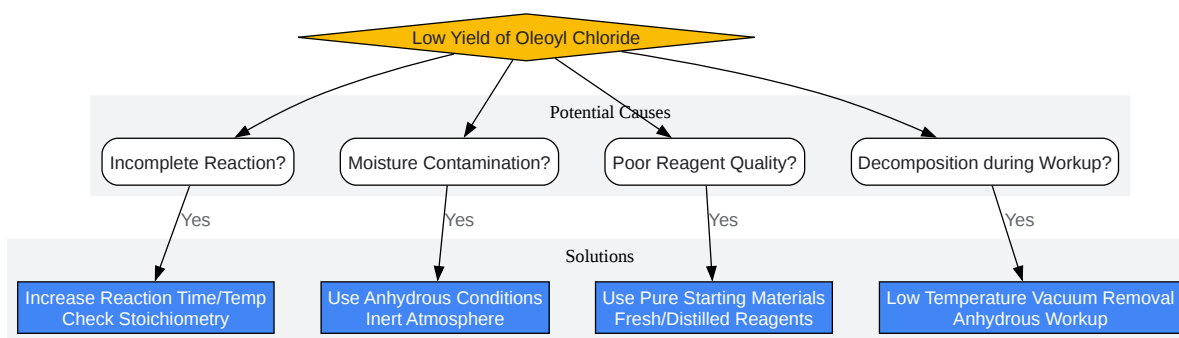 Low Yield of Oleoyl Chloride
Potential Causes
Incomplete Reaction?
Moisture Contamination?
Poor Reagent Quality?
Decomposition during Workup?
Yes
Yes
Yes
Yes
Solutions
Increase Reaction Time/Temp
Check Stoichiometry
Use Anhydrous Conditions
Inert Atmosphere
Use Pure Starting Materials
Fresh/Distilled Reagents
Low Temperature Vacuum Removal
Anhydrous Workup